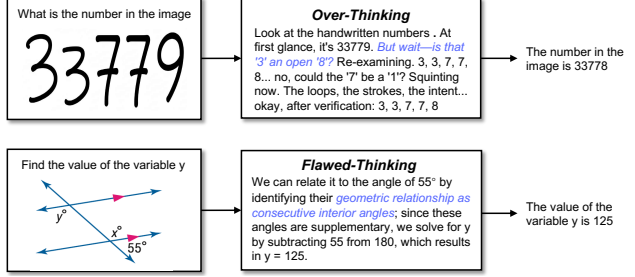 What is the number in the image
33779
Over-Thinking
Look at the handwritten numbers . At
first glance, it's 33779. But wait—is that
'3' an open '8'? Re-examining. 3, 3, 7, 7,
8... no, could the '7' be a '1'? Squinting
now. The loops, the strokes, the intent...
okay, after verification: 3, 3, 7, 7, 8
The number in the
image is 33778
Find the value of the variable y
y°
x°
55°
Flawed-Thinking
We can relate it to the angle of 55° by
identifying their geometric relationship as
consecutive interior angles; since these
angles are supplementary, we solve for y
by subtracting 55 from 180, which results
in y = 125.
The value of the
variable y is 125